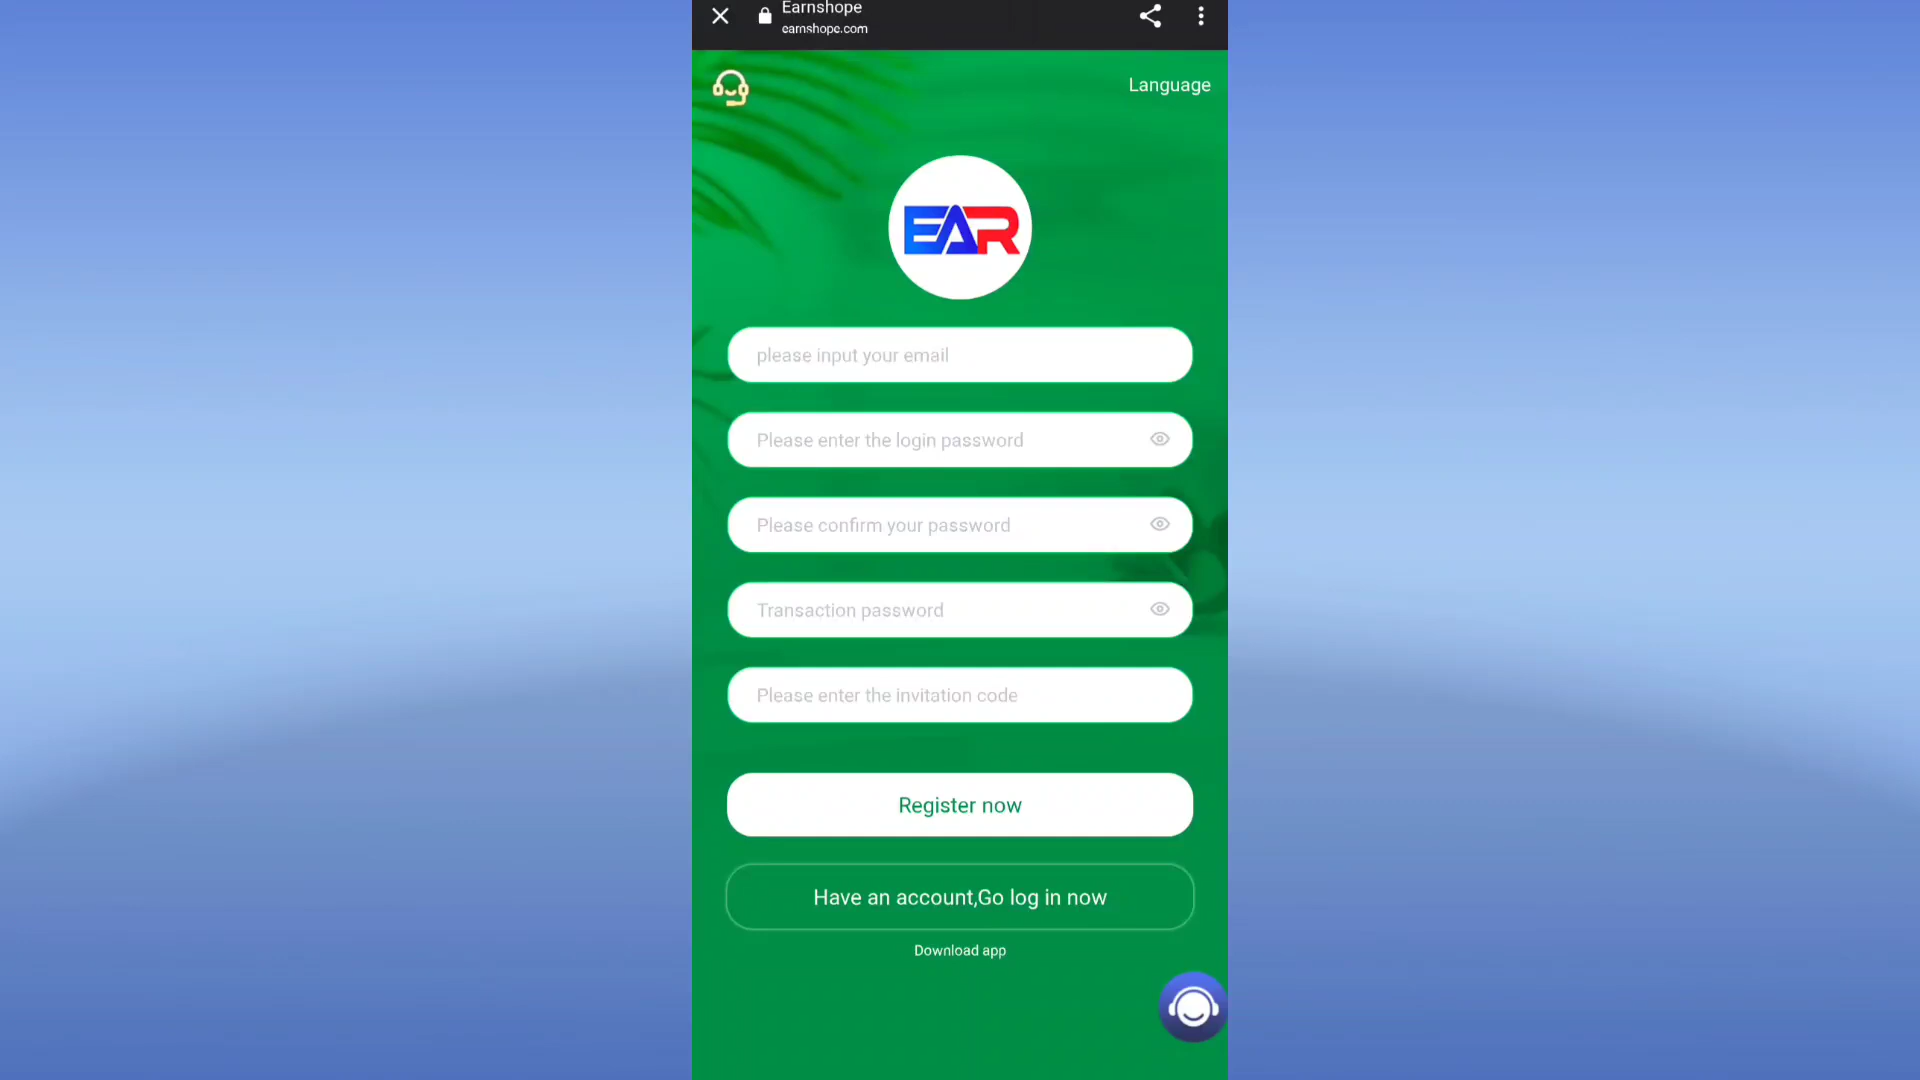 Earnshope
earnshope.com
Language
EAR
please input your email
Please enter the login password
Please confirm your password
Transaction password
Please enter the invitation code
Register now
Have an account,Go log in now
Download app